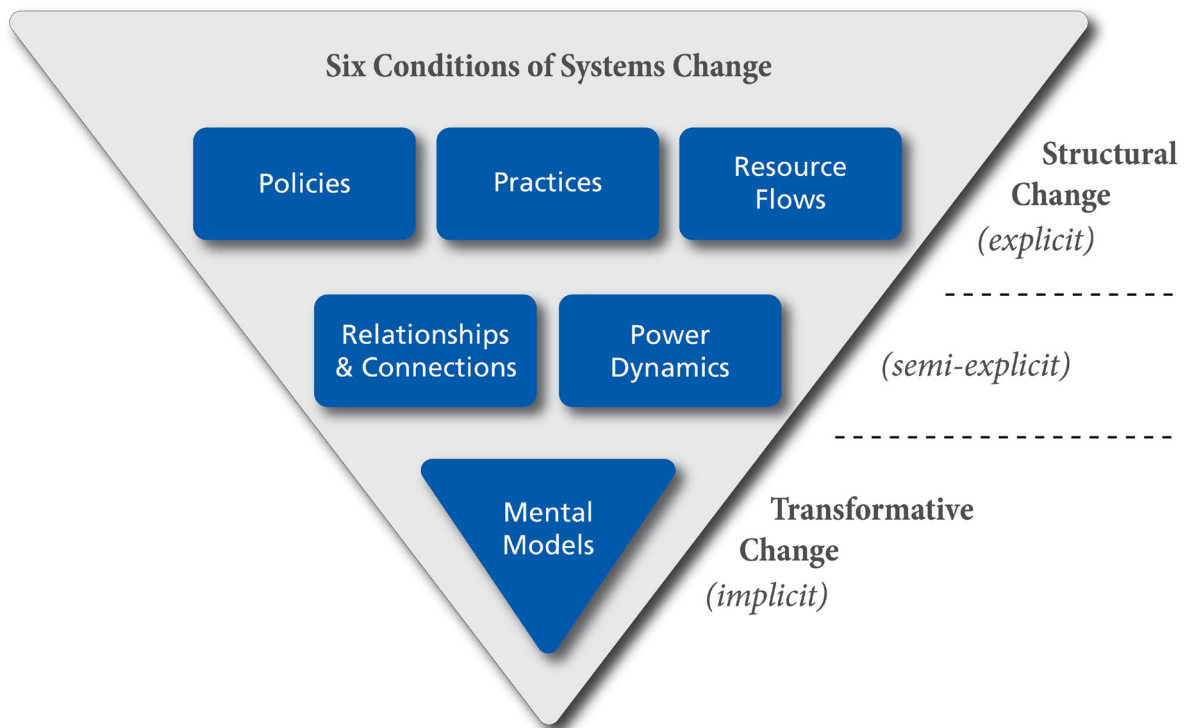 Six Conditions of Systems Change
Policies
Practices
Resource
Flows
Structural
Change
(explicit)
Relationships
& Connections
Power
Dynamics
(semi-explicit)
Mental
Models
Transformative
Change
(implicit)